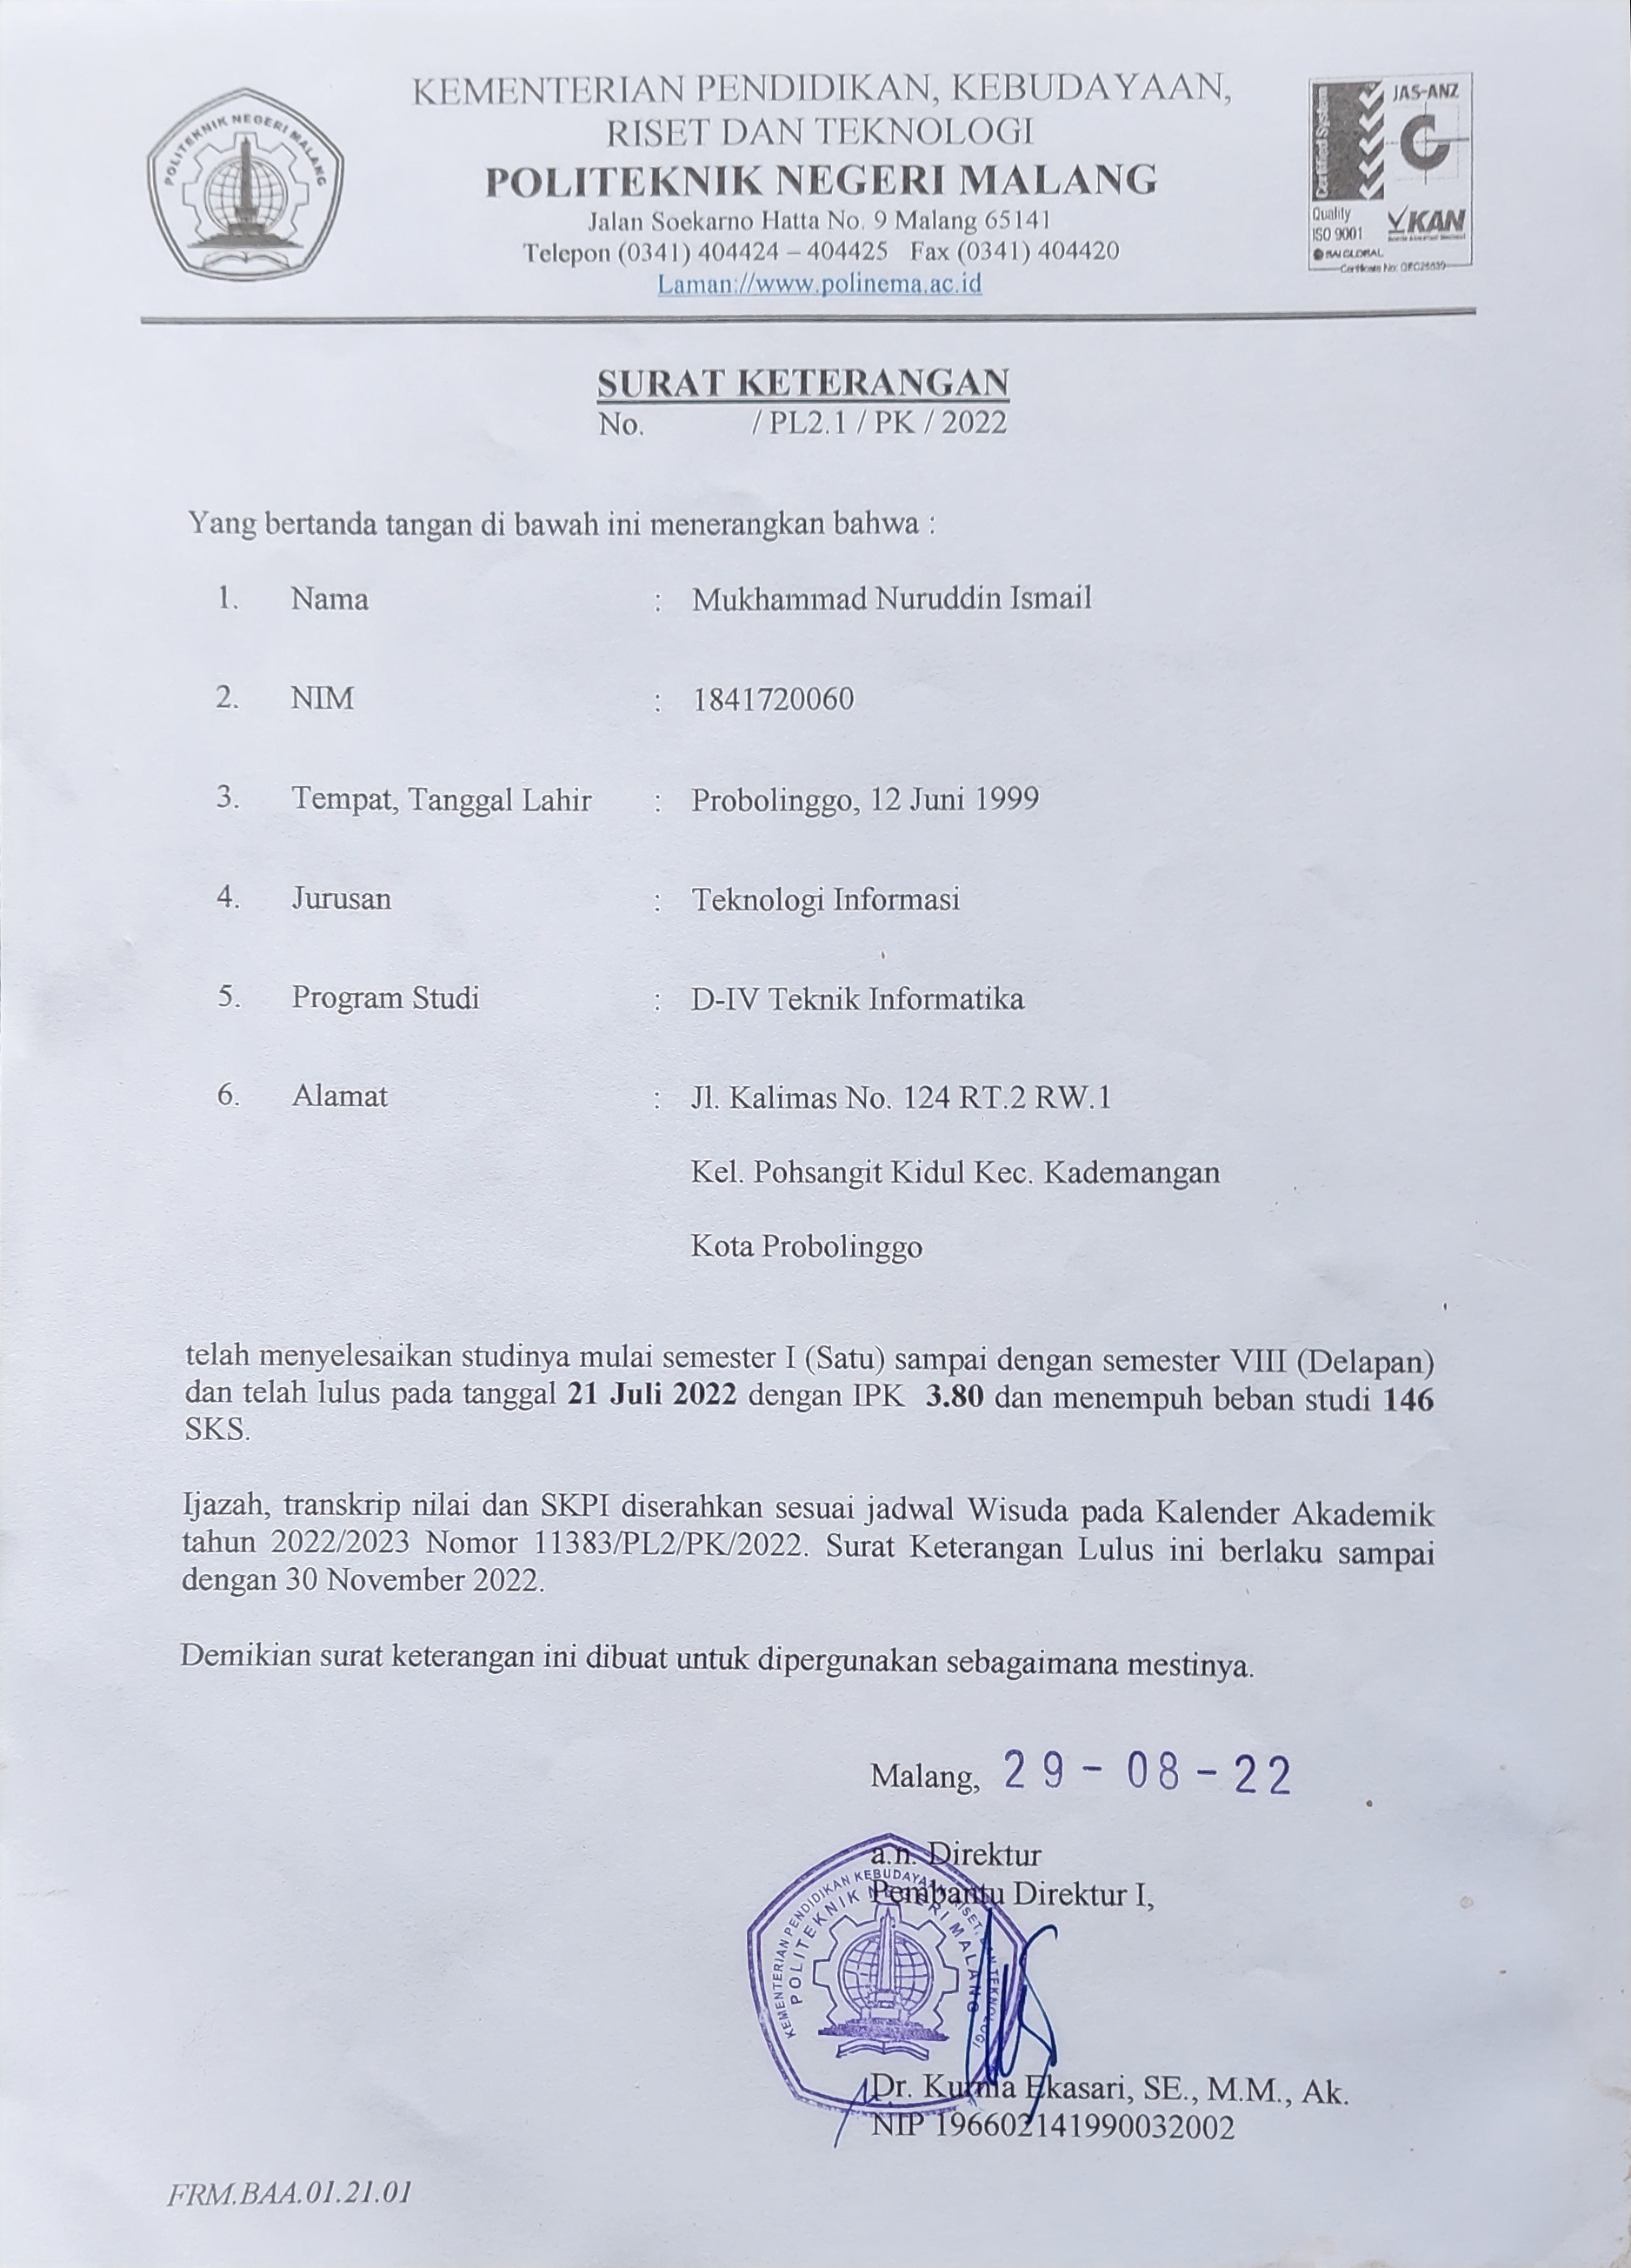 KEMENTERIAN PENDIDIKAN, KEBUDAYAAN,
RISET DAN TEKNOLOGI
POLITEKNIK NEGERI MALANG
Jalan Soekarno Hatta No. 9 Malang 65141
Telepon (0341) 404424 – 404425 Fax (0341) 404420
Laman://www.polinema.ac.id
POLITEKNIK NEGERI MALANG
Certified System
JAS-ANZ
Quality
ISO 9001
KAN
SAI GLOBAL
Certificate No:
SURAT KETERANGAN
No. / PL2.1 / PK / 2022
Yang bertanda tangan di bawah ini menerangkan bahwa :
1. Nama : Mukhammad Nuruddin Ismail
2. NIM : 1841720060
3. Tempat, Tanggal Lahir : Probolinggo, 12 Juni 1999
4. Jurusan : Teknologi Informasi
5. Program Studi : D-IV Teknik Informatika
6. Alamat : Jl. Kalimas No. 124 RT.2 RW.1
Kel. Pohsangit Kidul Kec. Kademangan
Kota Probolinggo
telah menyelesaikan studinya mulai semester I (Satu) sampai dengan semester VIII (Delapan)
dan telah lulus pada tanggal 21 Juli 2022 dengan IPK 3.80 dan menempuh beban studi 146
SKS.
Ijazah, transkrip nilai dan SKPI diserahkan sesuai jadwal Wisuda pada Kalender Akademik
tahun 2022/2023 Nomor 11383/PL2/PK/2022. Surat Keterangan Lulus ini berlaku sampai
dengan 30 November 2022.
Demikian surat keterangan ini dibuat untuk dipergunakan sebagaimana mestinya.
Malang, 29-08-22
a.n. Direktur
Pembantu Direktur I,
KEMENTERIAN PENDIDIKAN KEBUDAYAAN, RISET, DAN TEKNOLOGI
POLITEKNIK NEGERI MALANG
Dr. Kurnia Ekasari, SE., M.M., Ak.
NIP 196602141990032002
FRM.BAA.01.21.01